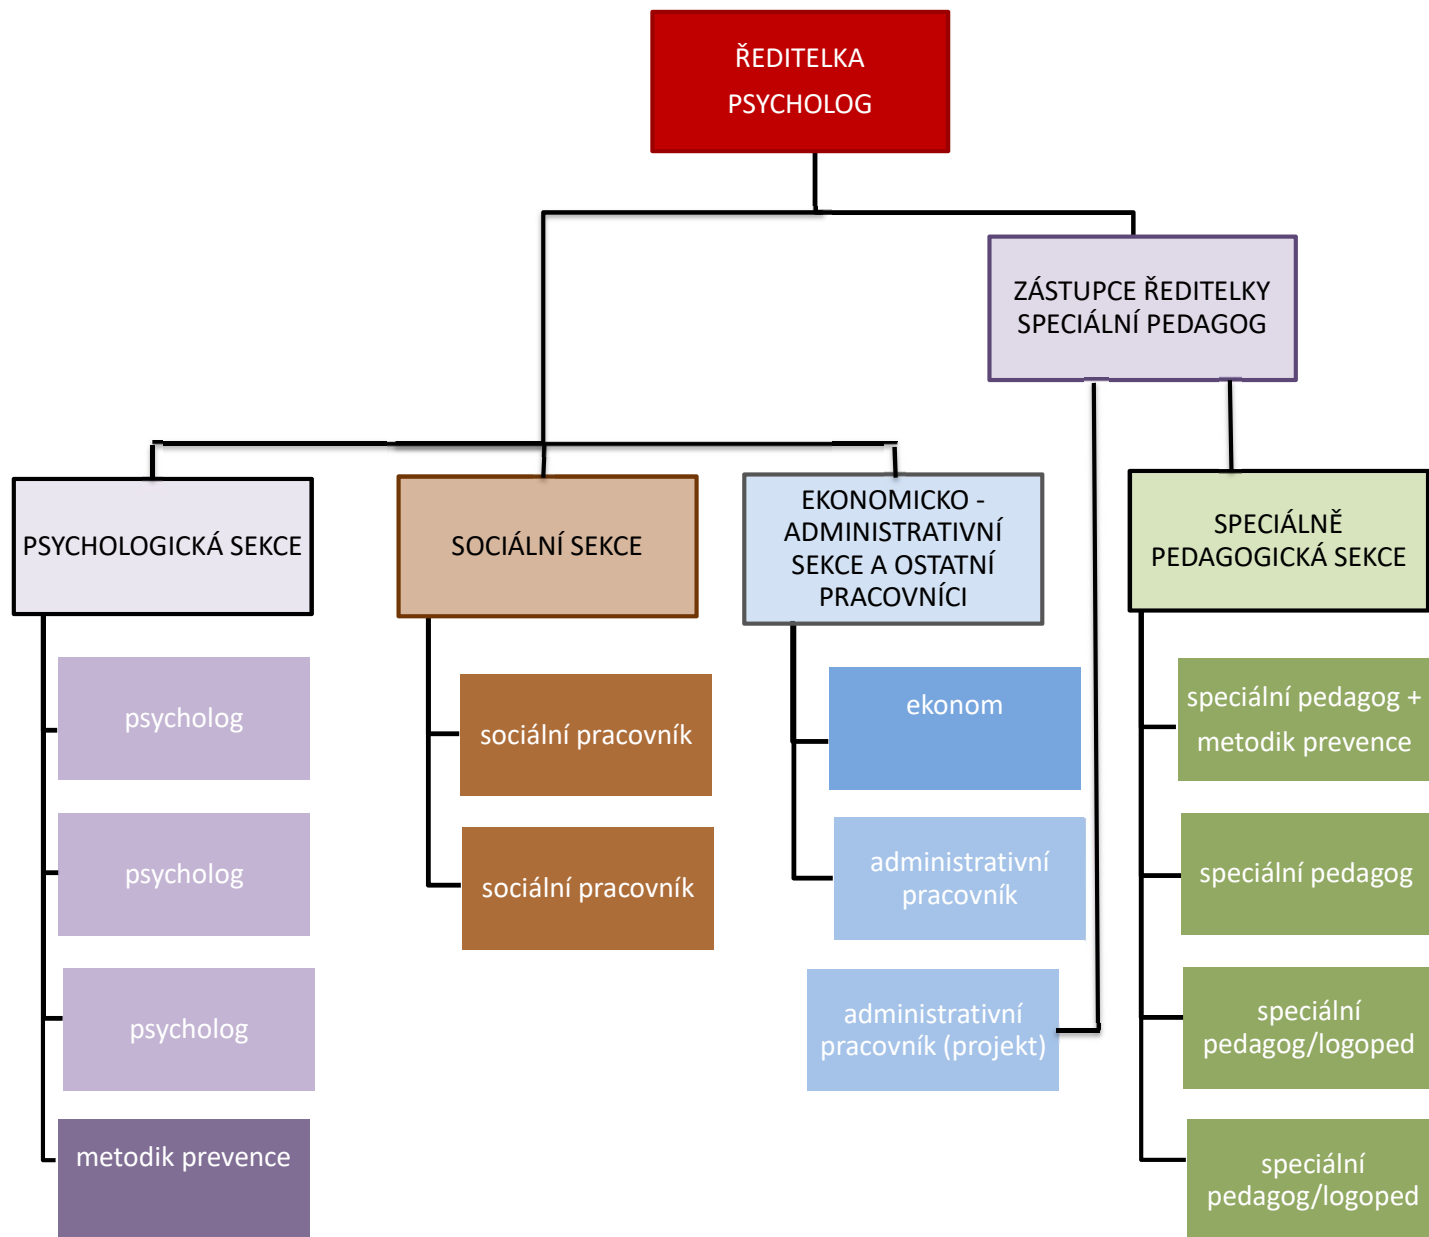 ŘEDITELKA
PSYCHOLOG
ZÁSTUPCE ŘEDITELKY
SPECIÁLNÍ PEDAGOG
PSYCHOLOGICKÁ SEKCE
SOCIÁLNÍ SEKCE
EKONOMICKO -
ADMINISTRATIVNÍ
SEKCE A OSTATNÍ
PRACOVNÍCI
SPECIÁLNĚ
PEDAGOGICKÁ SEKCE
psycholog
psycholog
psycholog
metodik prevence
sociální pracovník
sociální pracovník
ekonom
administrativní
pracovník
administrativní
pracovník (projekt)
speciální pedagog +
metodik prevence
speciální pedagog
speciální
pedagog/logoped
speciální
pedagog/logoped